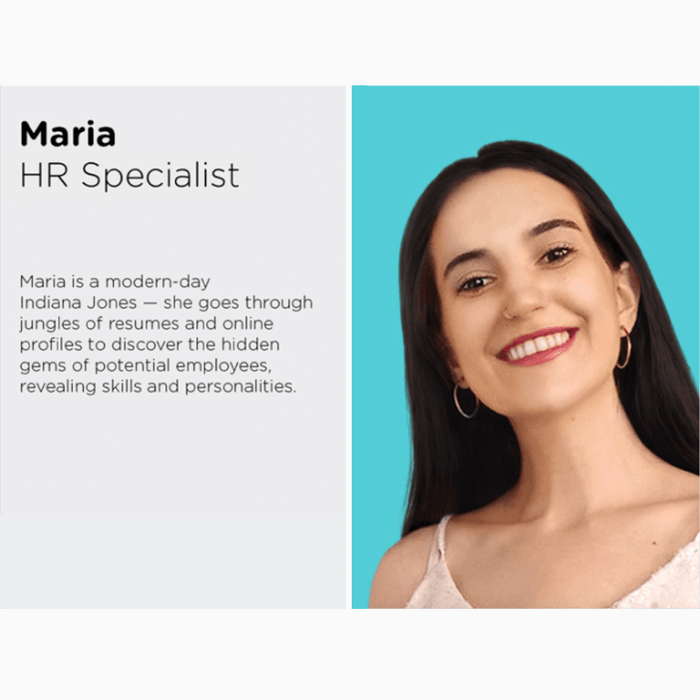 Maria
HR Specialist
Maria is a modern-day
Indiana Jones — she goes through
jungles of resumes and online
profiles to discover the hidden
gems of potential employees,
revealing skills and personalities.